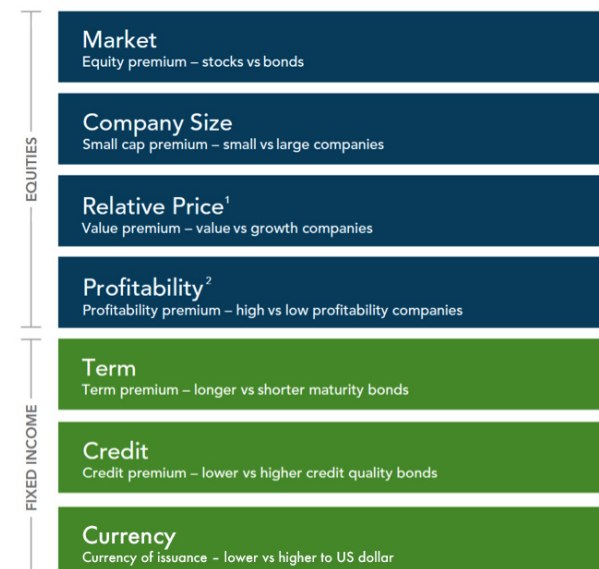 EQUITIES
Market
Equity premium – stocks vs bonds
Company Size
Small cap premium – small vs large companies
Relative Price¹
Value premium – value vs growth companies
Profitability²
Profitability premium – high vs low profitability companies
FIXED INCOME
Term
Term premium – longer vs shorter maturity bonds
Credit
Credit premium – lower vs higher credit quality bonds
Currency
Currency of issuance – lower vs higher to US dollar